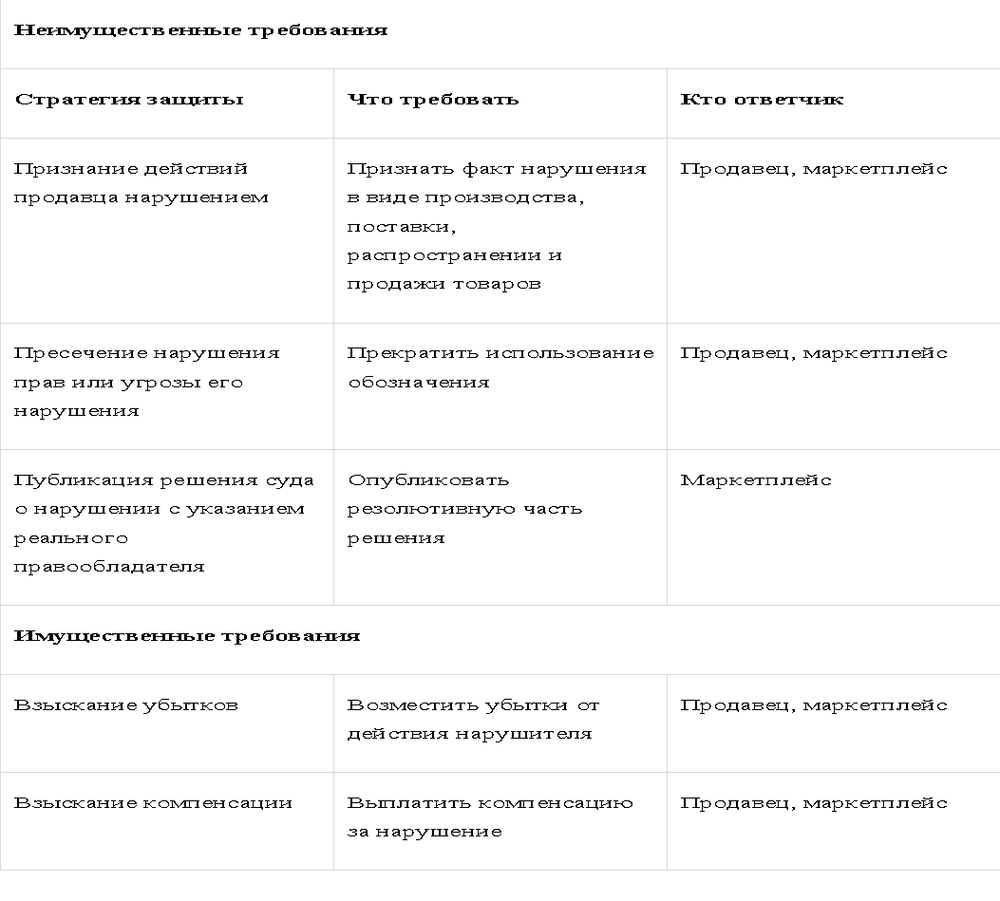 Неимущественные требования
Стратегия защиты
Что требовать
Кто ответчик
Признание действий
продавца нарушением
Признать факт нарушения
в виде производства,
поставки,
распространении и
продажи товаров
Продавец, маркетплейс
Пресечение нарушения
прав или угрозы его
нарушения
Прекратить использование
обозначения
Продавец, маркетплейс
Публикация решения суда
о нарушении с указанием
реального
правообладателя
Опубликовать
резолютивную часть
решения
Маркетплейс
Имущественные требования
Взыскание убытков
Возместить убытки от
действия нарушителя
Продавец, маркетплейс
Взыскание компенсации
Выплатить компенсацию
за нарушение
Продавец, маркетплейс